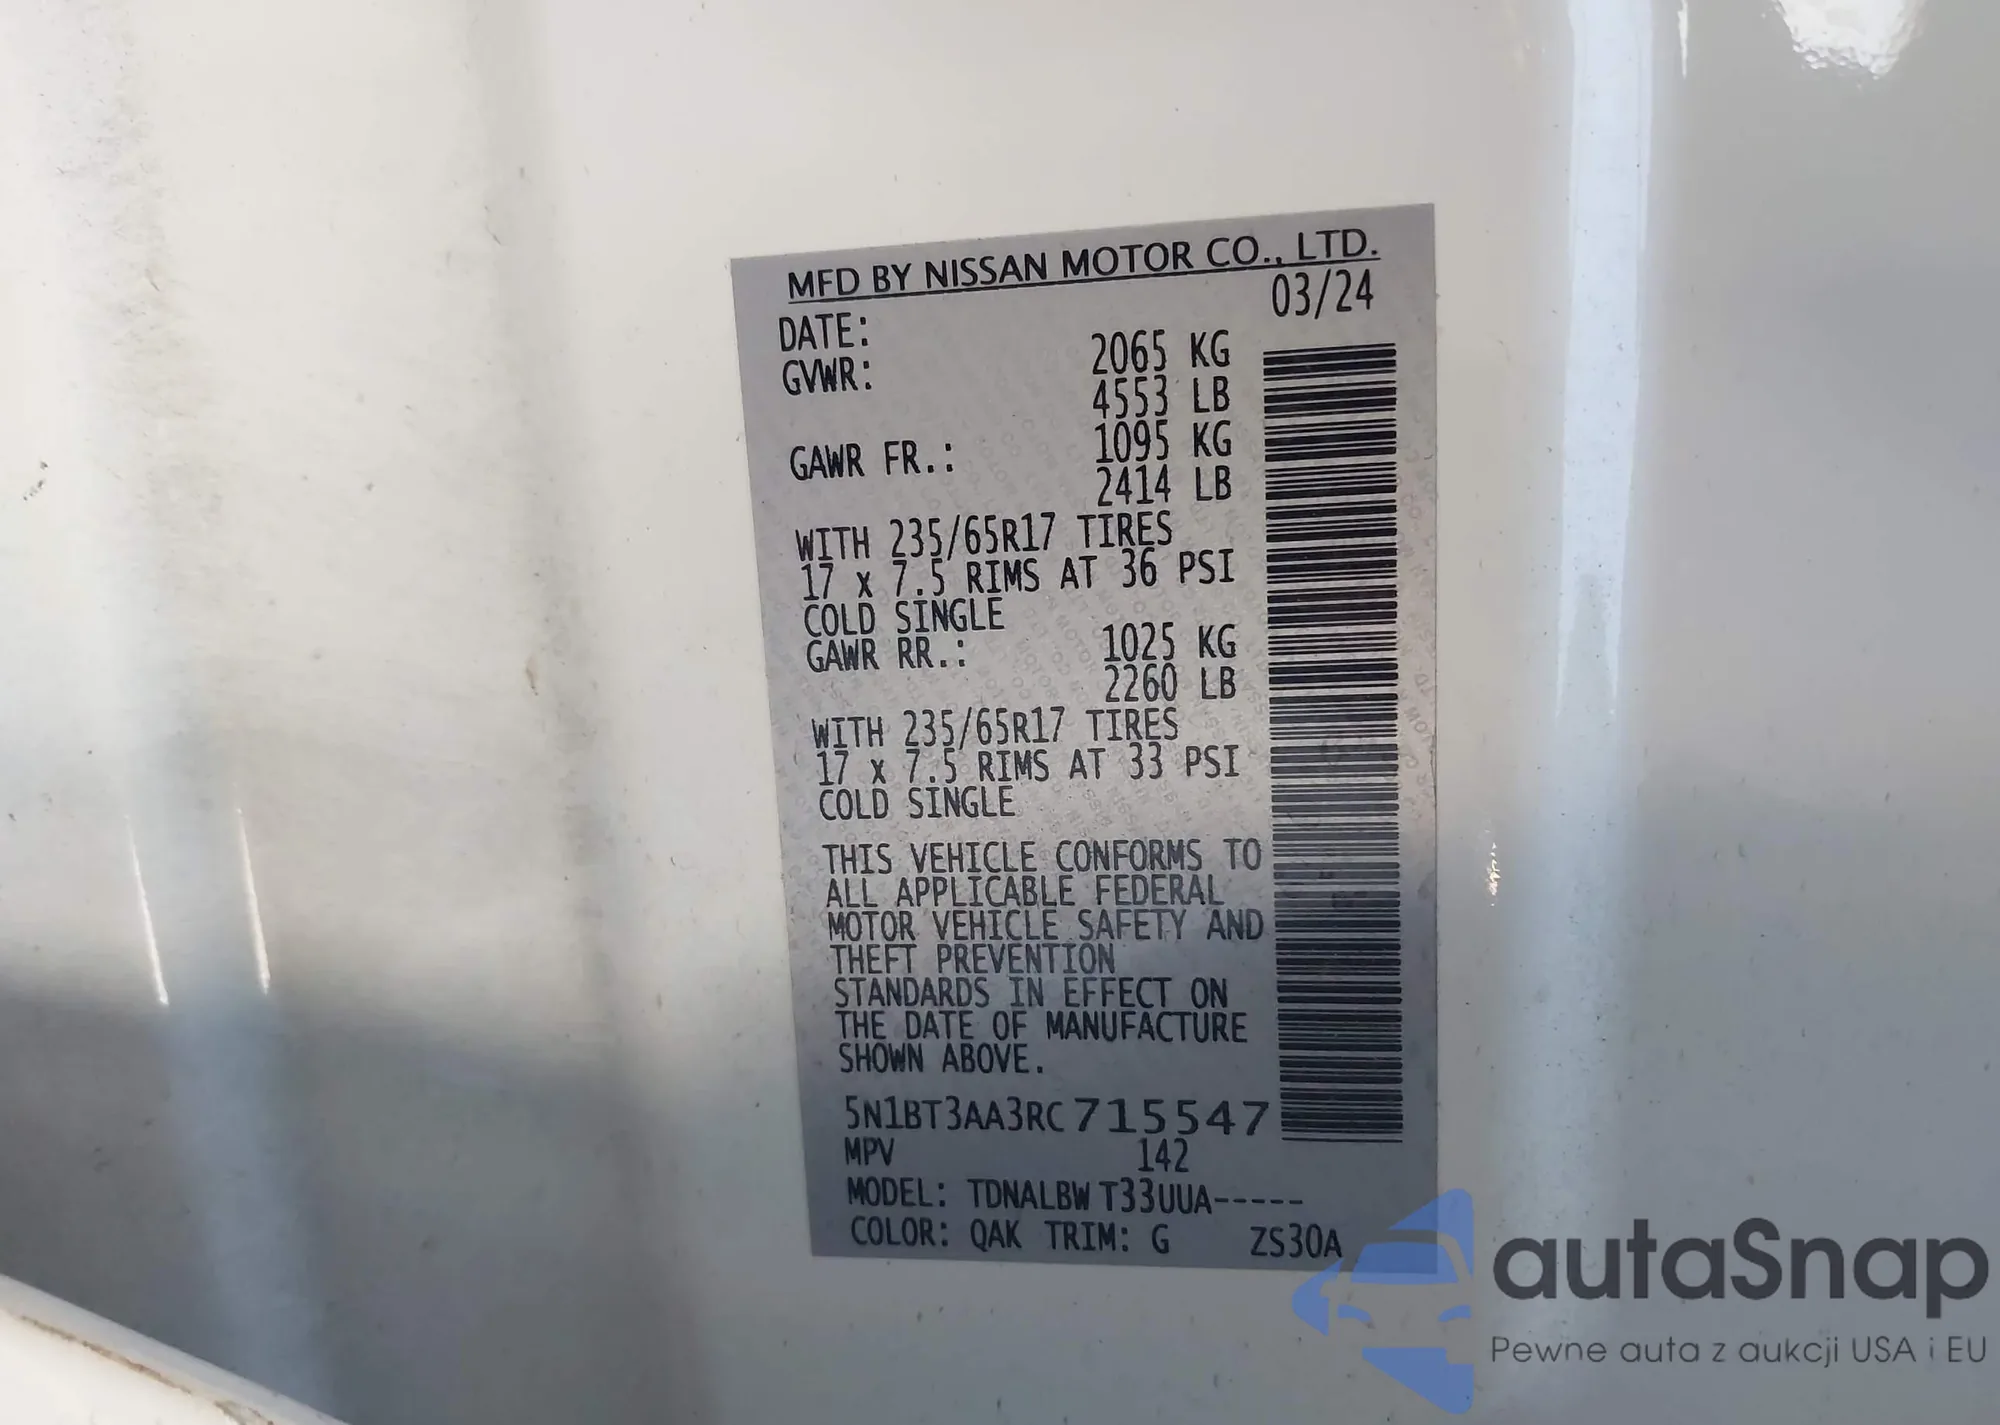 MFD BY NISSAN MOTOR CO., LTD.
DATE: 03/24
GVWR: 2065 KG
4553 LB
GAWR FR.: 1095 KG
2414 LB
WITH 235/65R17 TIRES
17 x 7.5 RIMS AT 36 PSI
COLD SINGLE
GAWR RR.: 1025 KG
2260 LB
WITH 235/65R17 TIRES
17 x 7.5 RIMS AT 33 PSI
COLD SINGLE
THIS VEHICLE CONFORMS TO
ALL APPLICABLE FEDERAL
MOTOR VEHICLE SAFETY AND
THEFT PREVENTION
STANDARDS IN EFFECT ON
THE DATE OF MANUFACTURE
SHOWN ABOVE.
5N1BT3AA3RC715547
MPV 142
MODEL: TDNALBW T33UUA-----
COLOR: QAK TRIM: G ZS30A
autaSnap
Pewne auta z aukcji USA i EU